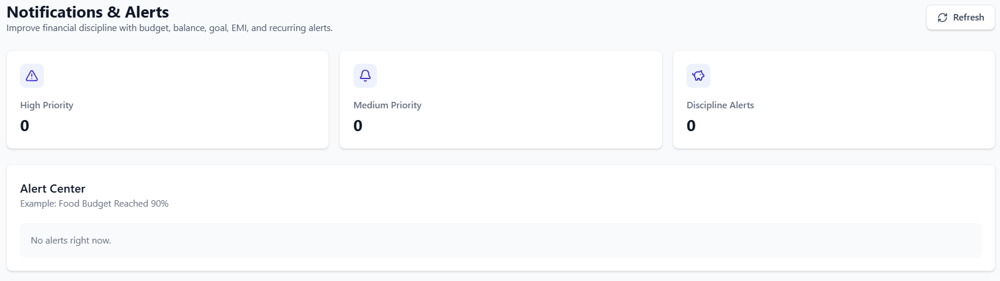 Notifications & Alerts
Improve financial discipline with budget, balance, goal, EMI, and recurring alerts.
Refresh
High Priority
0
Medium Priority
0
Discipline Alerts
0
Alert Center
Example: Food Budget Reached 90%
No alerts right now.